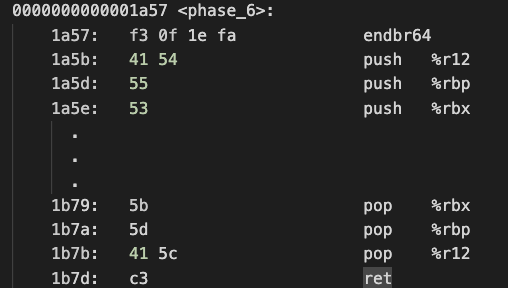 0000000000001a57 <phase_6>:
1a57: f3 0f 1e fa endbr64
1a5b: 41 54 push %r12
1a5d: 55 push %rbp
1a5e: 53 push %rbx
.
.
.
1b79: 5b pop %rbx
1b7a: 5d pop %rbp
1b7b: 41 5c pop %r12
1b7d: c3 ret